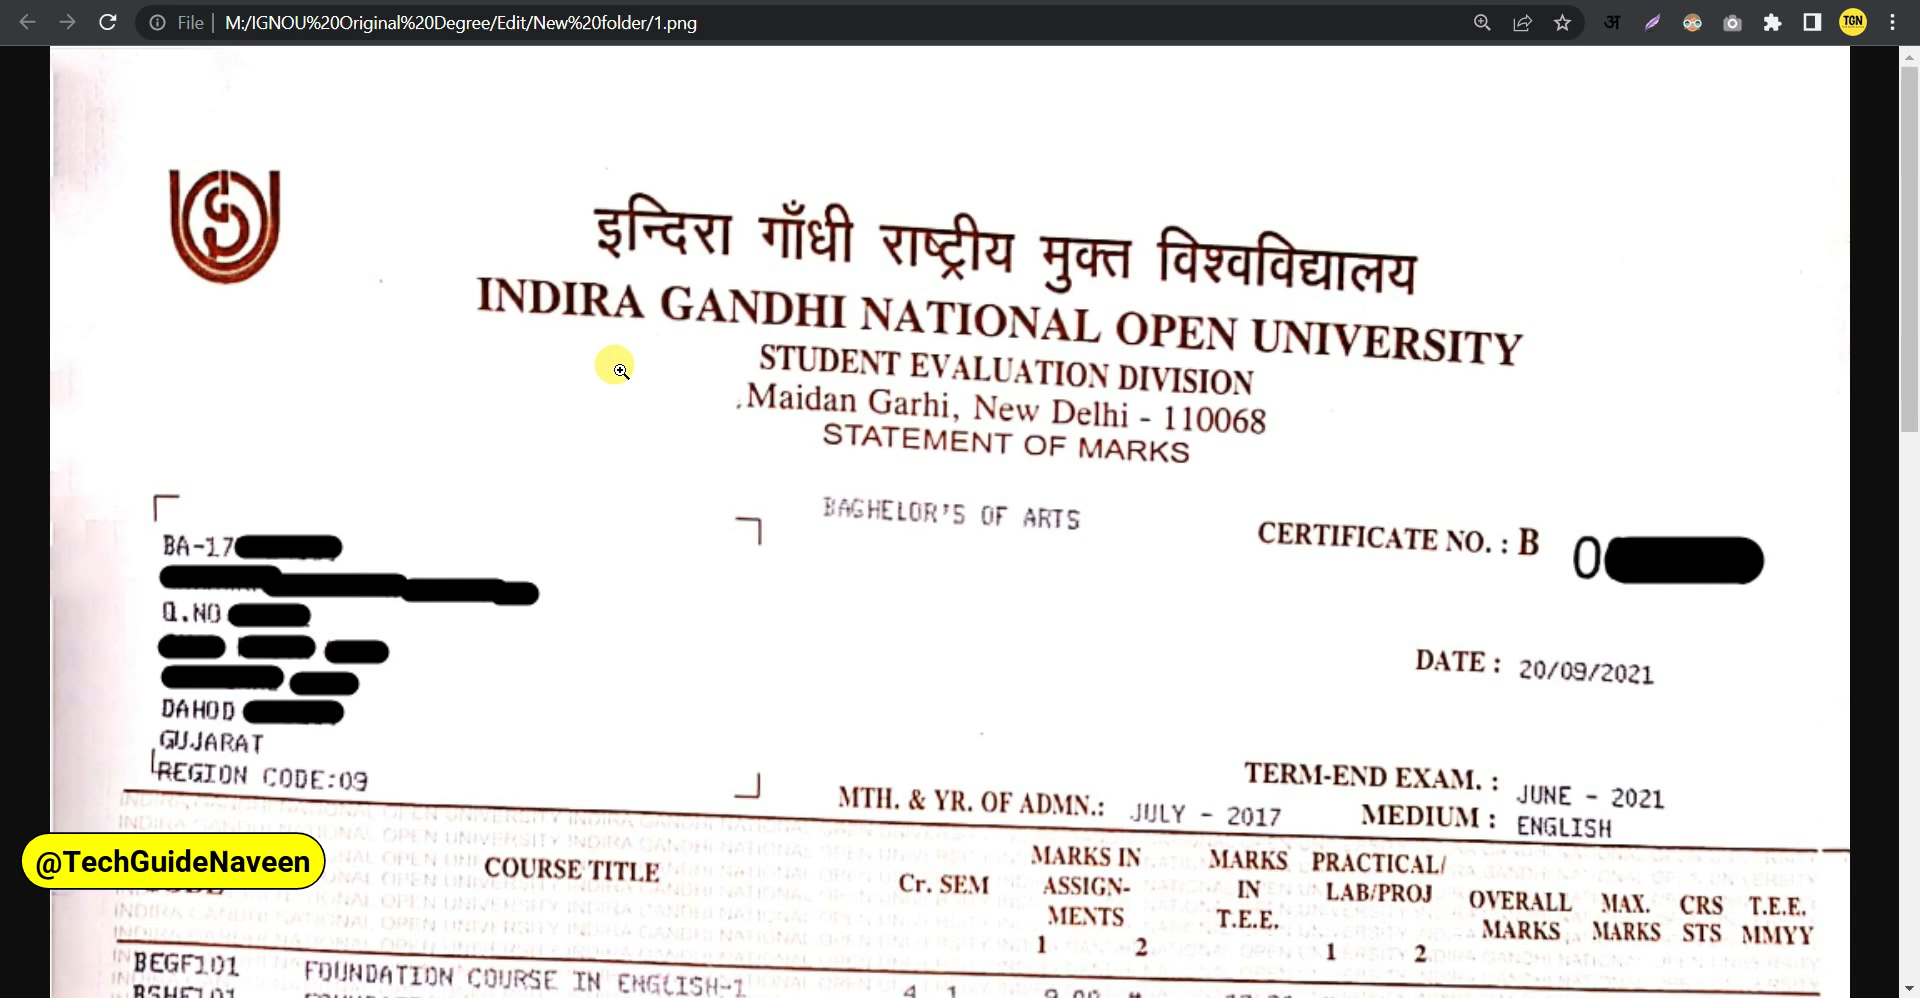 File | M:/IGNOU%20Original%20Degree/Edit/New%20folder/1.png
TGN
इन्दिरा गाँधी राष्ट्रीय मुक्त विश्वविद्यालय
INDIRA GANDHI NATIONAL OPEN UNIVERSITY
STUDENT EVALUATION DIVISION
Maidan Garhi, New Delhi - 110068
STATEMENT OF MARKS
BAGHELOR'S OF ARTS
CERTIFICATE NO. : B 0
BA-17
Q.NO
DATE : 20/09/2021
DAHOD
GUJARAT
REGION CODE:09
TERM-END EXAM. : JUNE - 2021
MTH. & YR. OF ADMN.: JULY - 2017 MEDIUM : ENGLISH
@TechGuideNaveen
COURSE TITLE Cr. SEM MARKS IN ASSIGN- MENTS 1 2 MARKS IN T.E.E. PRACTICAL/ LAB/PROJ 1 2 OVERALL MARKS MAX. MARKS CRS STS T.E.E. MMYY
BEGF101 FOUNDATION COURSE IN ENGLISH-1